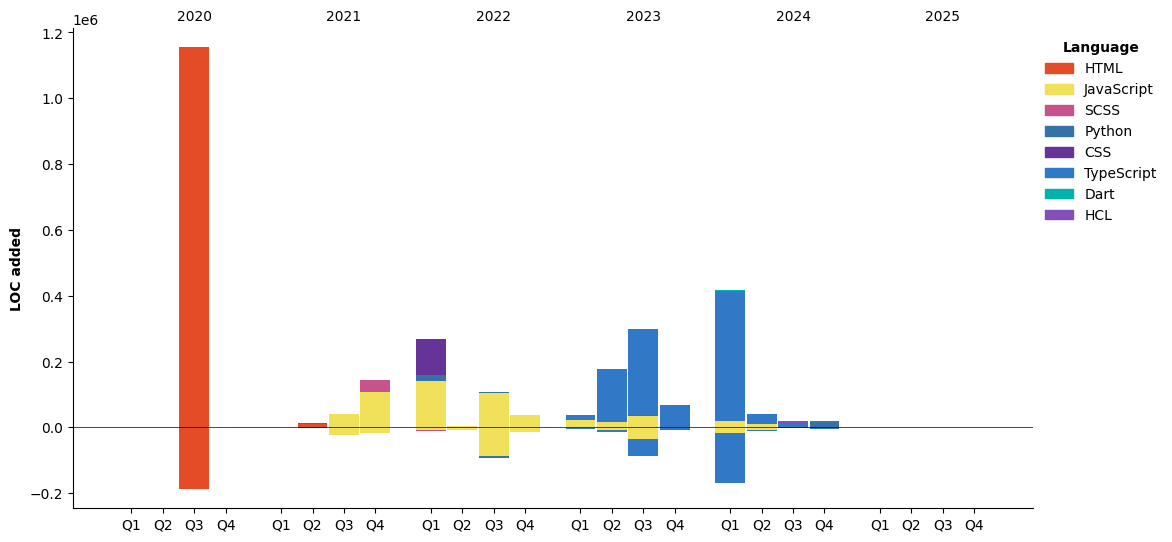 1e6
2020 2021 2022 2023 2024 2025
1.2
1.0
0.8
0.6
0.4
0.2
0.0
−0.2
LOC added
Q1 Q2 Q3 Q4 Q1 Q2 Q3 Q4 Q1 Q2 Q3 Q4 Q1 Q2 Q3 Q4 Q1 Q2 Q3 Q4 Q1 Q2 Q3 Q4
Language
HTML
JavaScript
SCSS
Python
CSS
TypeScript
Dart
HCL